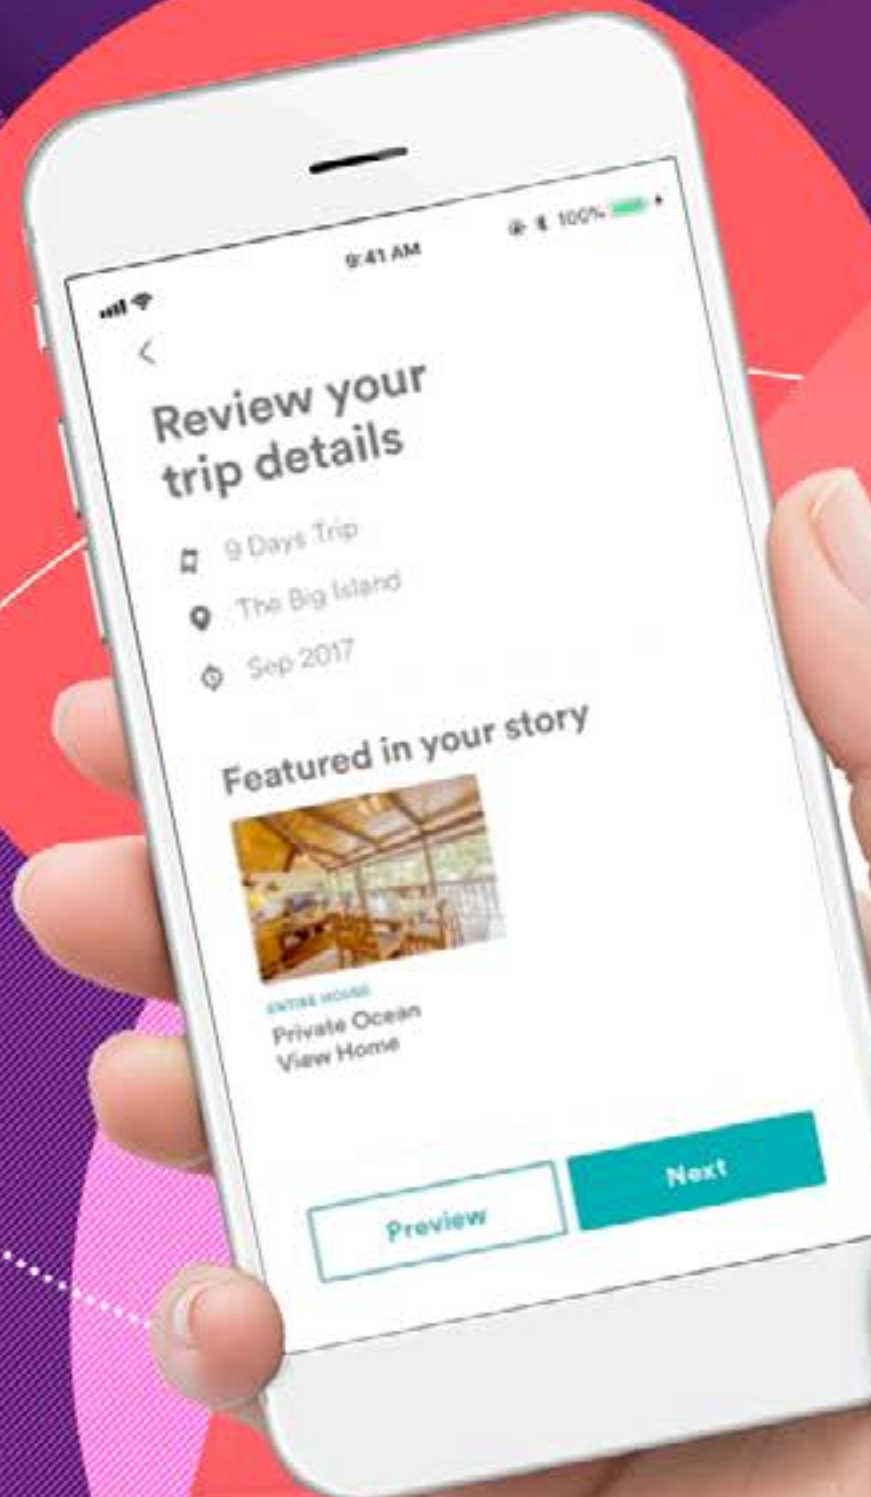 9:41 AM
100%
Review your
trip details
9 Days Trip
The Big Island
Sep 2017
Featured in your story
ENTIRE HOUSE
Private Ocean
View Home
Preview
Next